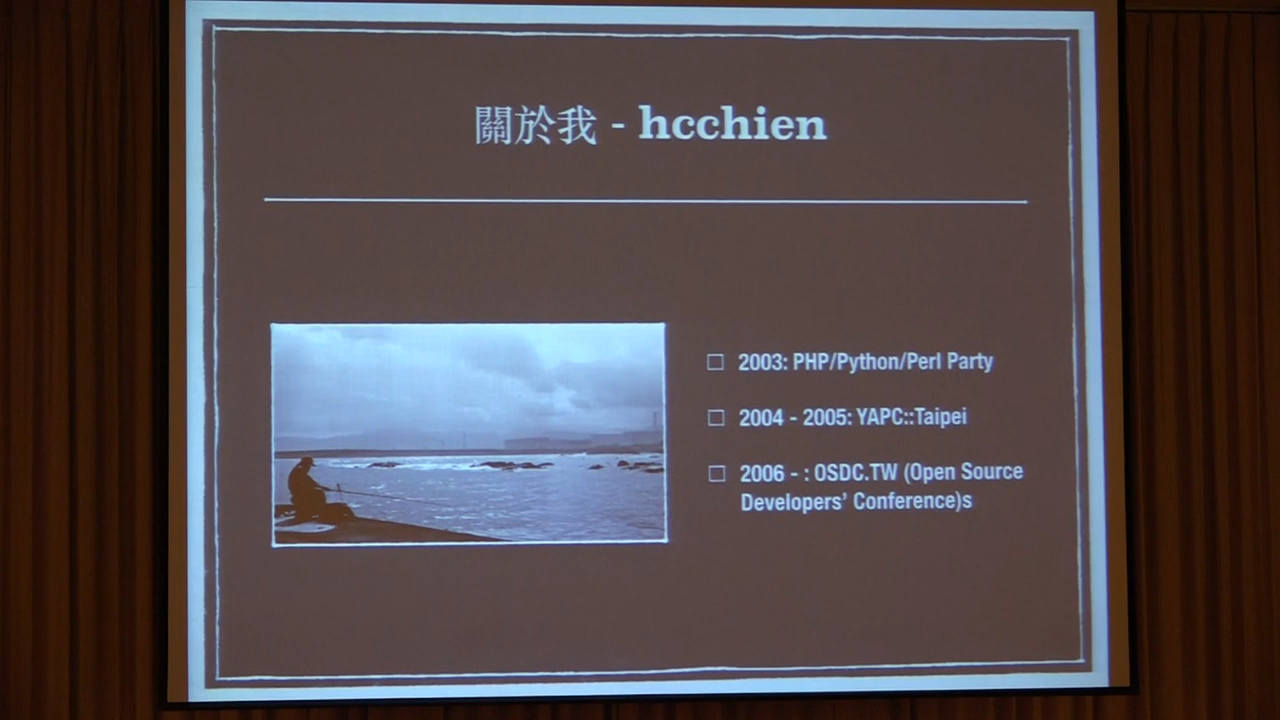 關於我 - hcchien
2003: PHP/Python/Perl Party
2004 - 2005: YAPC::Taipei
2006 - : OSDC.TW (Open Source
Developers’ Conference)s